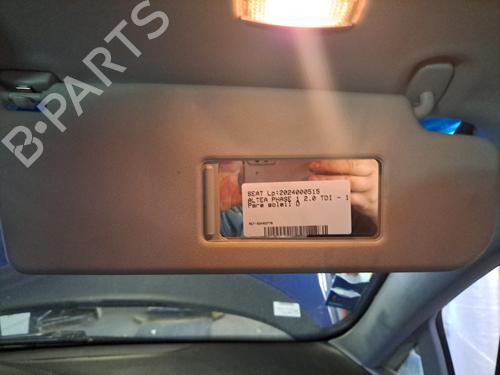 B-PARTS
SEAT Lp:2024000515
ALTEA PHASE 1 2.0 TDI - 1
Pare soleil D